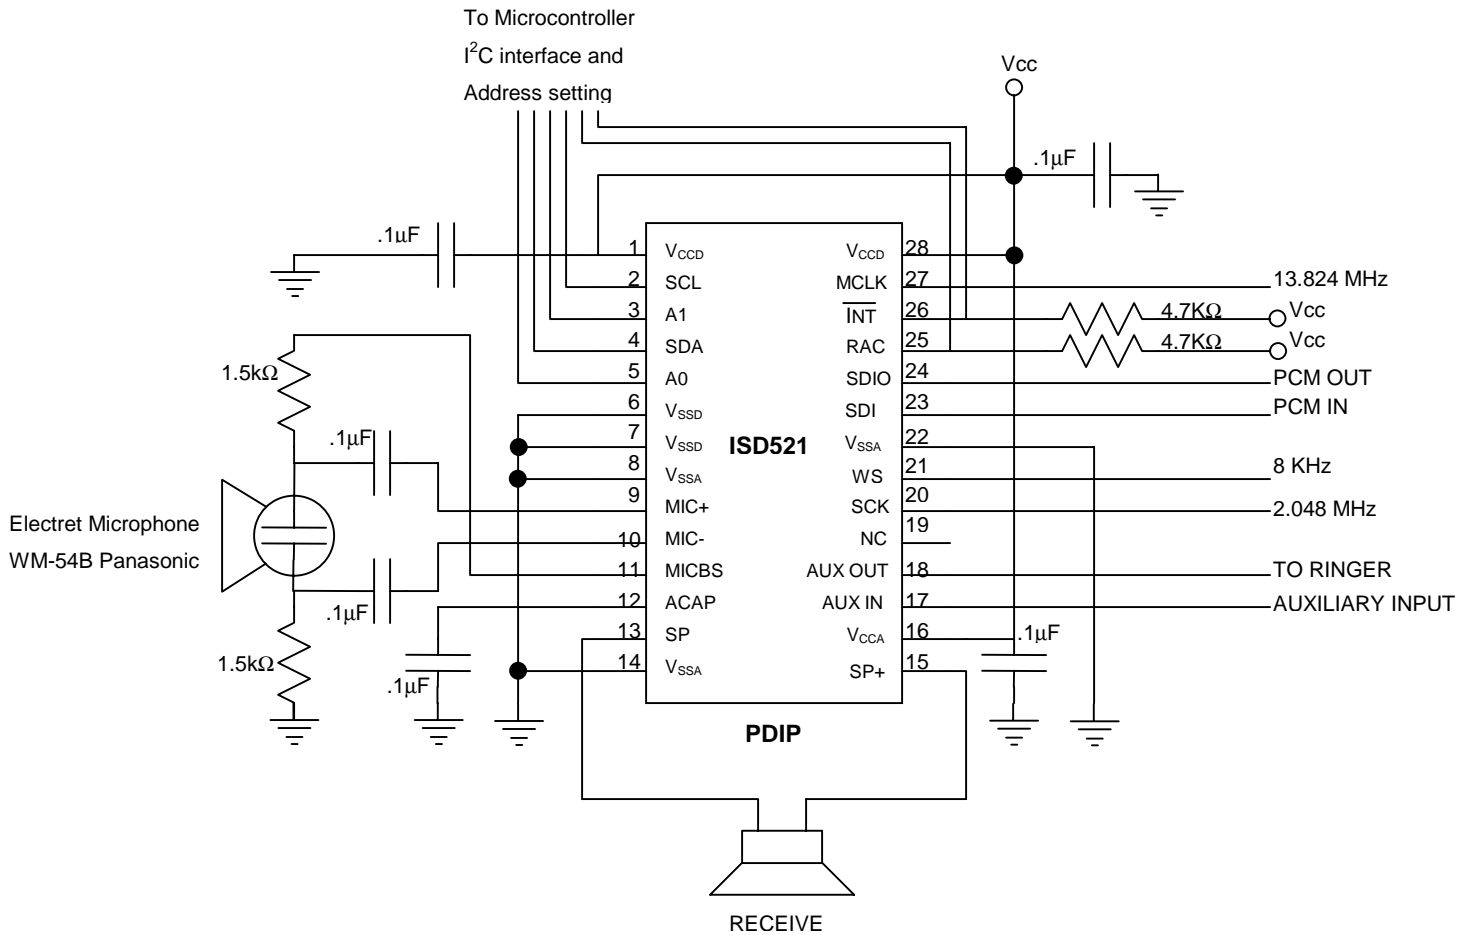 To Microcontroller
I²C interface and
Address setting
Vcc
.1µF
.1µF
1 VCCD
2 SCL
3 A1
4 SDA
5 A0
6 VSSD
7 VSSD
8 VSSA
9 MIC+
10 MIC-
11 MICBS
12 ACAP
13 SP
14 VSSA
VCCD 28
MCLK 27
INT 26
RAC 25
SDIO 24
SDI 23
VSSA 22
WS 21
SCK 20
NC 19
AUX OUT 18
AUX IN 17
VCCA 16
SP+ 15
ISD521
PDIP
13.824 MHz
4.7KΩ Vcc
4.7KΩ Vcc
PCM OUT
PCM IN
8 KHz
2.048 MHz
TO RINGER
AUXILIARY INPUT
.1µF
1.5kΩ
.1µF
Electret Microphone
WM-54B Panasonic
.1µF
1.5kΩ
.1µF
RECEIVE